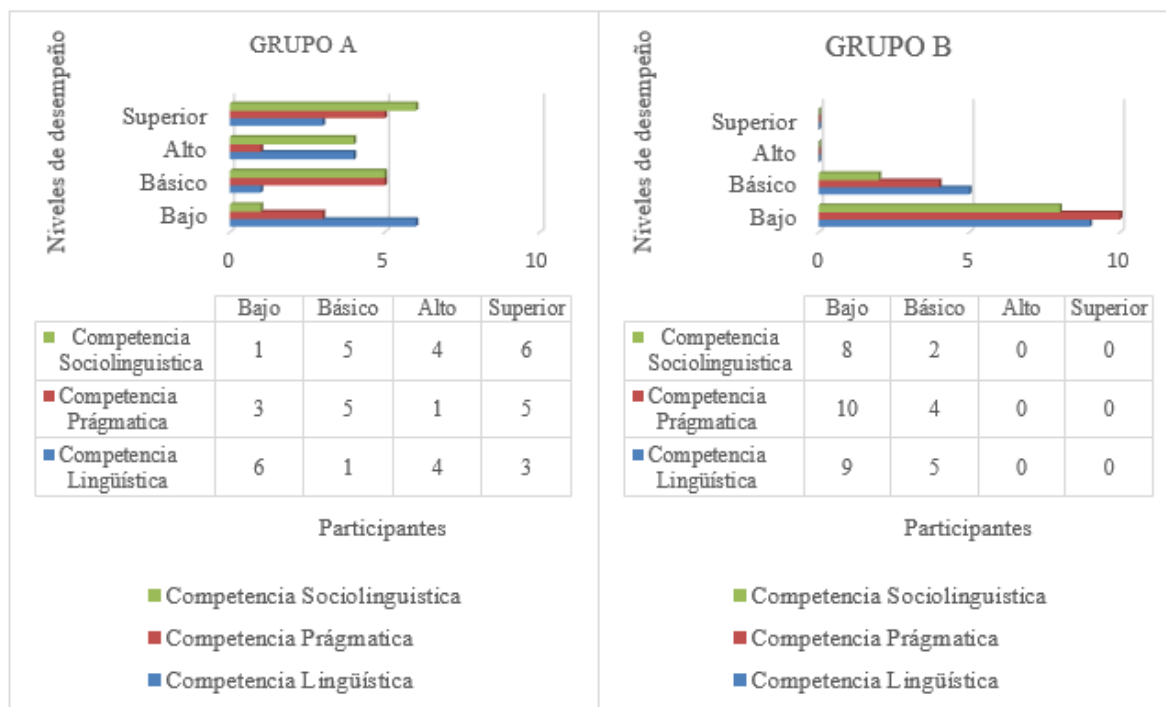 GRUPO A
Niveles de desempeño
Superior
Alto
Básico
Bajo
0 5 10
Bajo Básico Alto Superior
Competencia
Sociolinguistica 1 5 4 6
Competencia
Prágmatica 3 5 1 5
Competencia
Lingüística 6 1 4 3
Participantes
Competencia Sociolinguistica
Competencia Prágmatica
Competencia Lingüística
GRUPO B
Niveles de desempeño
Superior
Alto
Básico
Bajo
0 5 10
Bajo Básico Alto Superior
Competencia
Sociolinguistica 8 2 0 0
Competencia
Prágmatica 10 4 0 0
Competencia
Lingüística 9 5 0 0
Participantes
Competencia Sociolinguistica
Competencia Prágmatica
Competencia Lingüística